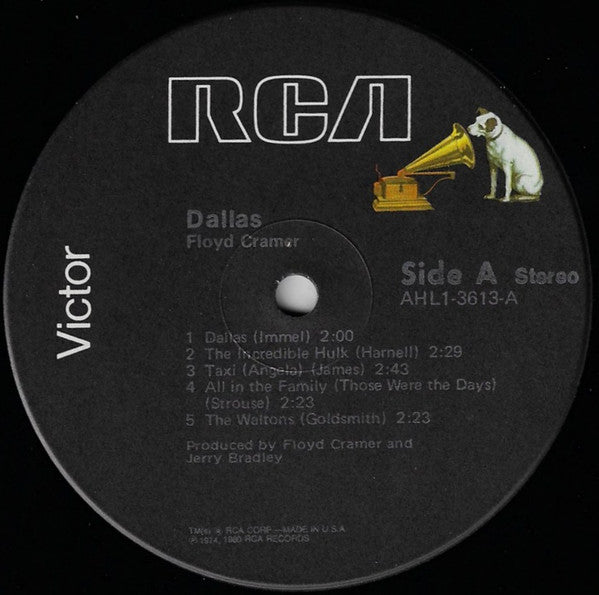 RCA
Victor
Dallas
Floyd Cramer
Side A Stereo
AHL1-3613-A
1 Dallas (Immel) 2:00
2 The Incredible Hulk (Harnell) 2:29
3 Taxi (Angela) (James) 2:43
4 All in the Family (Those Were the Days)
(Strouse) 2:23
5 The Waltons (Goldsmith) 2:23
Produced by Floyd Cramer and
Jerry Bradley
TM(s) ® RCA CORP.—MADE IN U.S.A.
℗ 1974, 1980 RCA RECORDS